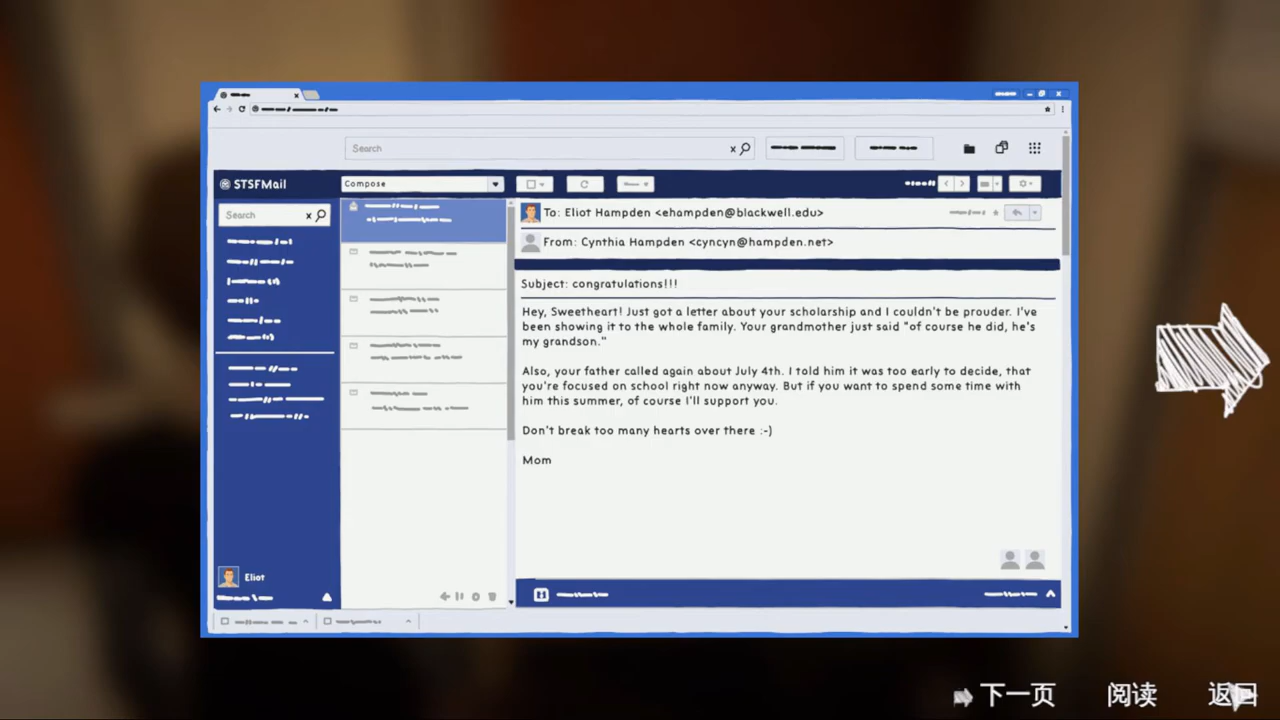 Search
STSFMail
Compose
Search
To: Eliot Hampden <ehampden@blackwell.edu>
From: Cynthia Hampden <cyncyn@hampden.net>
Subject: congratulations!!!
Hey, Sweetheart! Just got a letter about your scholarship and I couldn't be prouder. I've
been showing it to the whole family. Your grandmother just said "of course he did, he's
my grandson."
Also, your father called again about July 4th. I told him it was too early to decide, that
you're focused on school right now anyway. But if you want to spend some time with
him this summer, of course I'll support you.
Don't break too many hearts over there :-)
Mom
Eliot
下一页
阅读
返回